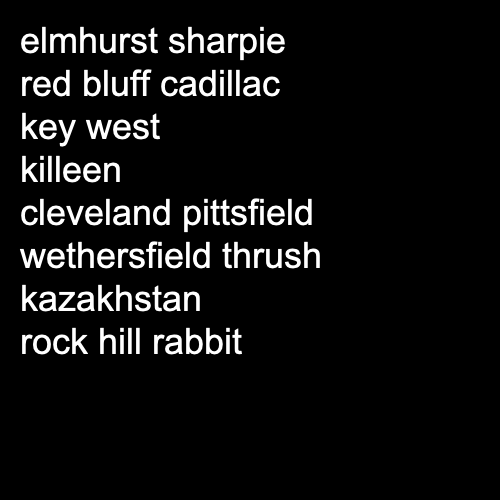 elmhurst sharpie
red bluff cadillac
key west
killeen
cleveland pittsfield
wethersfield thrush
kazakhstan
rock hill rabbit